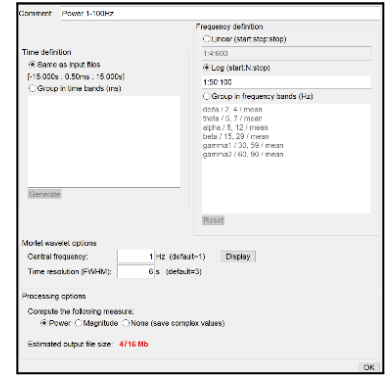 Comment: Power 1-100Hz
Time definition
Same as input files
[-15.000s : 0.50ms : 15.000s]
Group in time bands (ms)
Generate
Frequency definition
Linear (start:step:stop)
1:4:600
Log (start:N:stop)
1:50:100
Group in frequency bands (Hz)
delta / 2, 4 / mean
theta / 5, 7 / mean
alpha / 8, 12 / mean
beta / 15, 29 / mean
gamma1 / 30, 59 / mean
gamma2 / 60, 90 / mean
Reset
Morlet wavelet options
Central frequency: 1 Hz (default=1) Display
Time resolution (FWHM): 6 s (default=3)
Processing options
Compute the following measure:
Power Magnitude None (save complex values)
Estimated output file size: 4716 Mb
OK